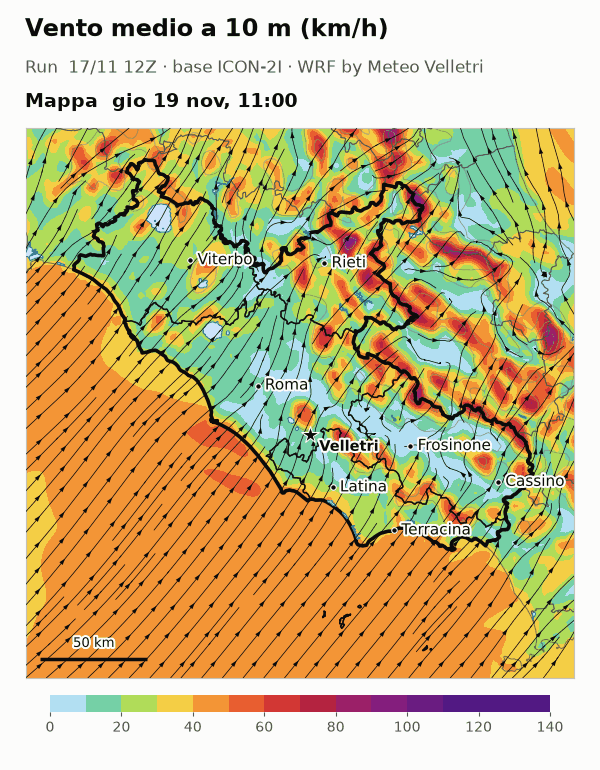 Vento medio a 10 m (km/h)
Run 17/11 12Z · base ICON-2I · WRF by Meteo Velletri
Mappa gio 19 nov, 11:00
Viterbo
Rieti
Roma
Velletri
Frosinone
Cassino
Latina
Terracina
50 km
0 20 40 60 80 100 120 140